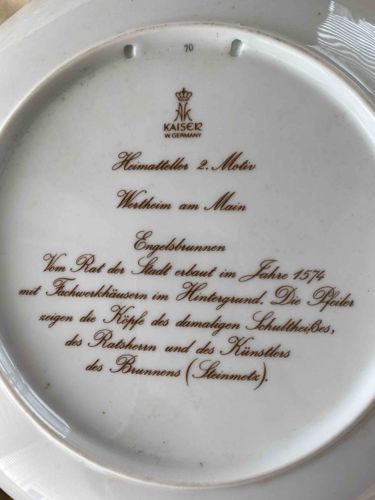 70
KAISER
W. GERMANY
Heimatteller 2. Motiv
Wertheim am Main
Engelsbrunnen
Vom Rat der Stadt erbaut im Jahre 1574
mit Fachwerkhäusern im Hintergrund. Die Pfeiler
zeigen die Köpfe des damaligen Schultheißes,
des Ratsherrn und des Künstlers
des Brunnens (Steinmetz).